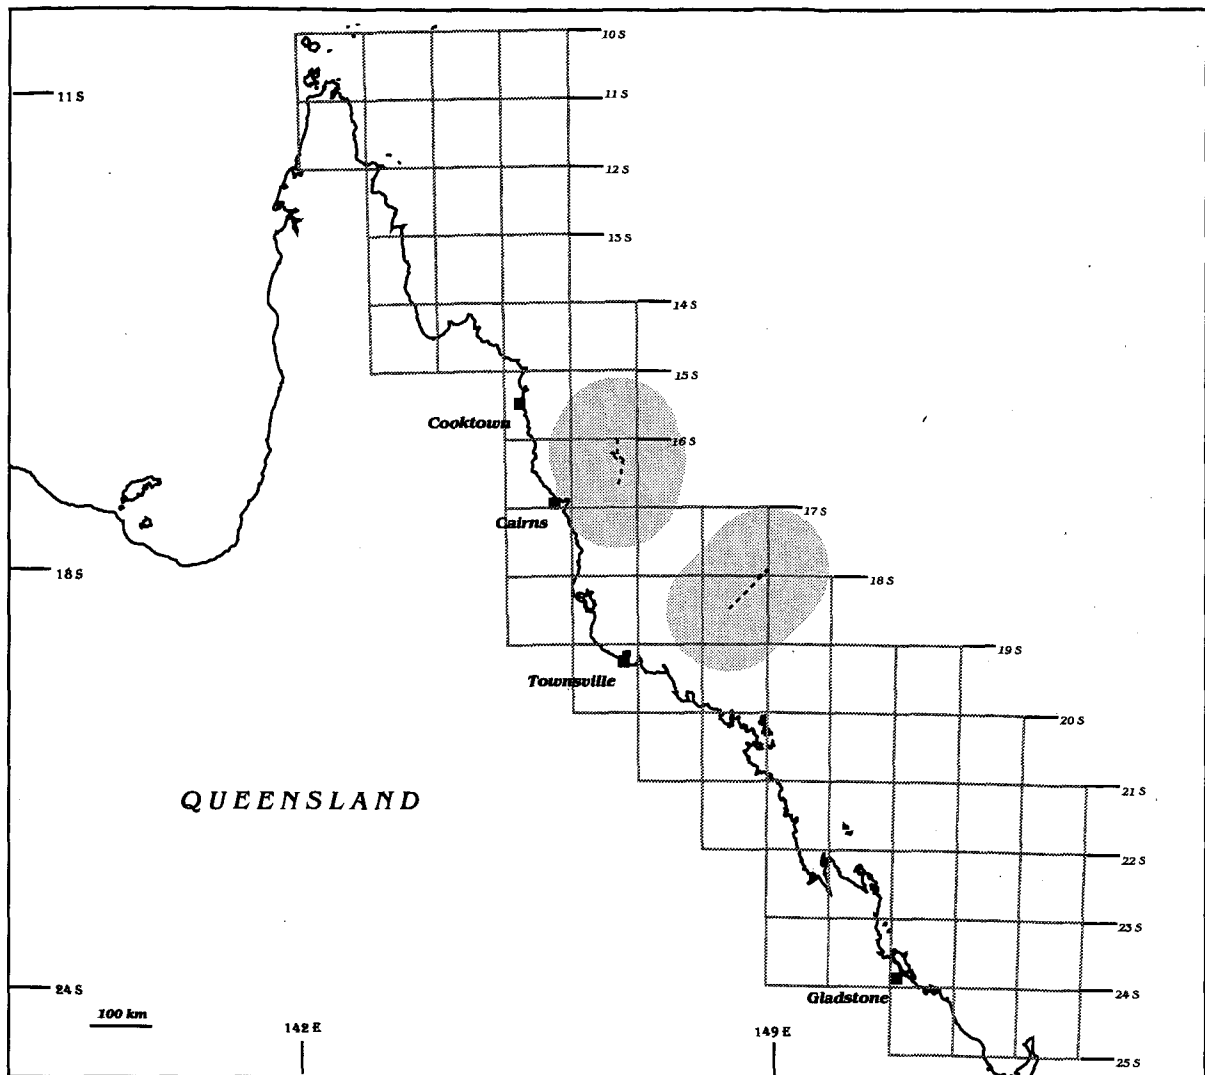 10 S
11 S
11 S
12 S
13 S
14 S
15 S
Cooktown
16 S
17 S
Cairns
18 S
18 S
19 S
Townsville
20 S
21 S
QUEENSLAND
22 S
23 S
24 S
24 S
Gladstone
100 km
142 E
149 E
25 S